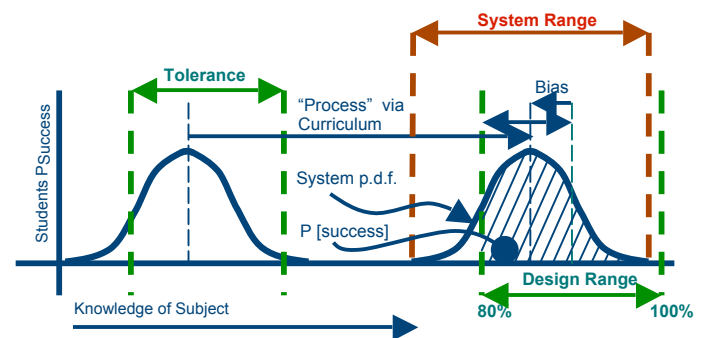 System Range
Tolerance
Bias
“Process” via
Curriculum
Students PSuccess
System p.d.f.
P [success]
Design Range
Knowledge of Subject
80%
100%